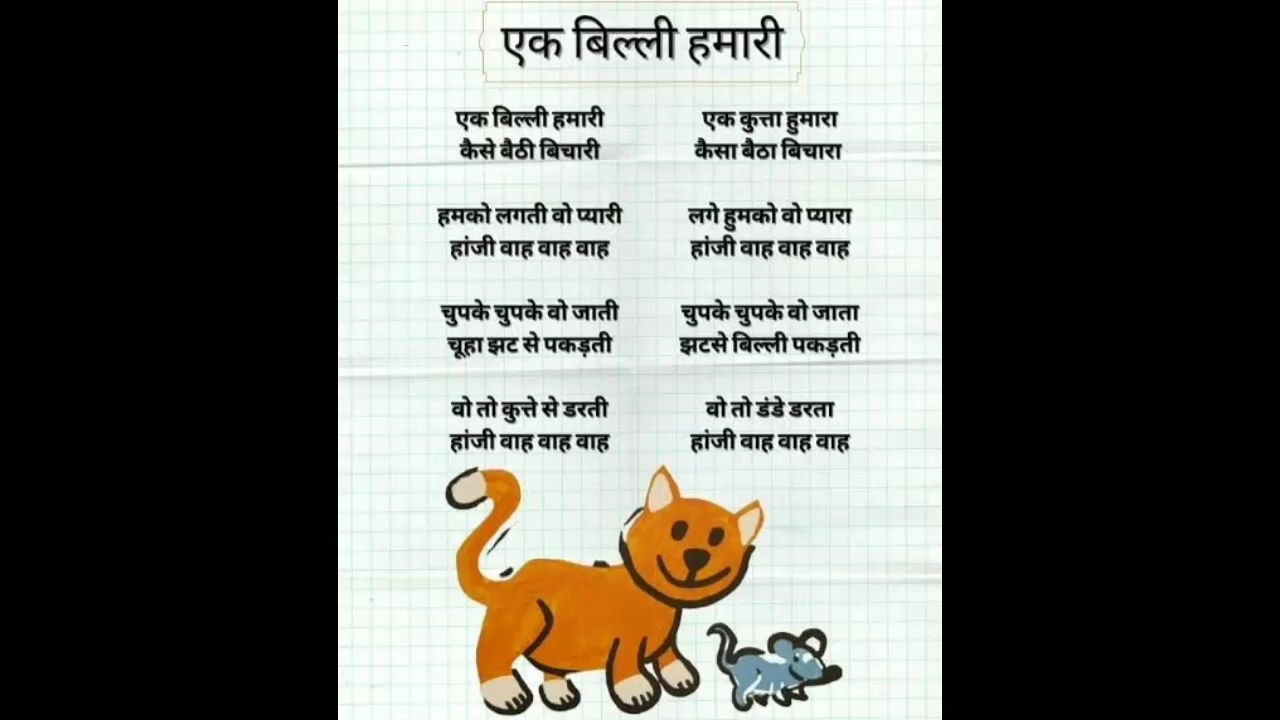 एक बिल्ली हमारी
एक बिल्ली हमारी
कैसे बैठी बिचारी
हमको लगती वो प्यारी
हांजी वाह वाह वाह
चुपके चुपके वो जाती
चूहा झट से पकड़ती
वो तो कुत्ते से डरती
हांजी वाह वाह वाह
एक कुत्ता हुमारा
कैसा बैठा बिचारा
लगे हुमको वो प्यारा
हांजी वाह वाह वाह
चुपके चुपके वो जाता
झटसे बिल्ली पकड़ती
वो तो डंडे डरता
हांजी वाह वाह वाह